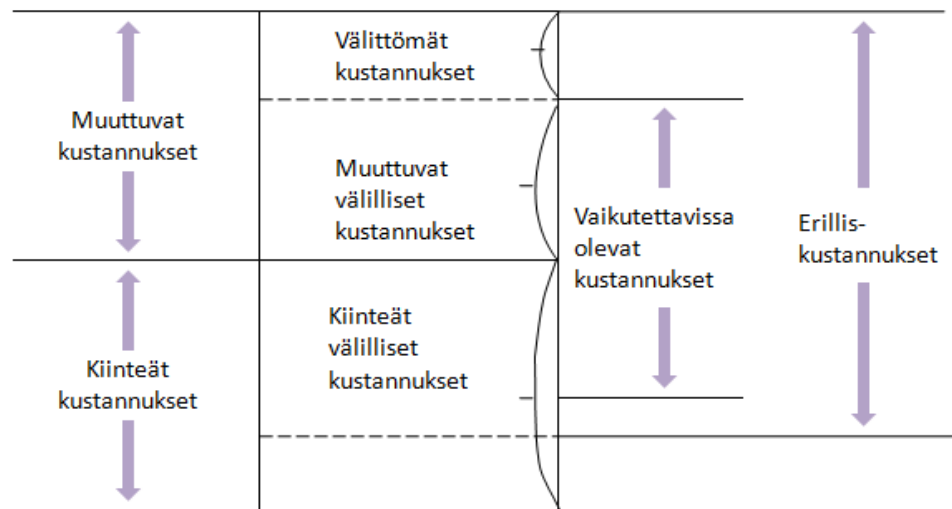 Muuttuvat
kustannukset
Kiinteät
kustannukset
Välittömät
kustannukset
Muuttuvat
välilliset
kustannukset
Kiinteät
välilliset
kustannukset
Vaikutettavissa
olevat
kustannukset
Erillis-
kustannukset